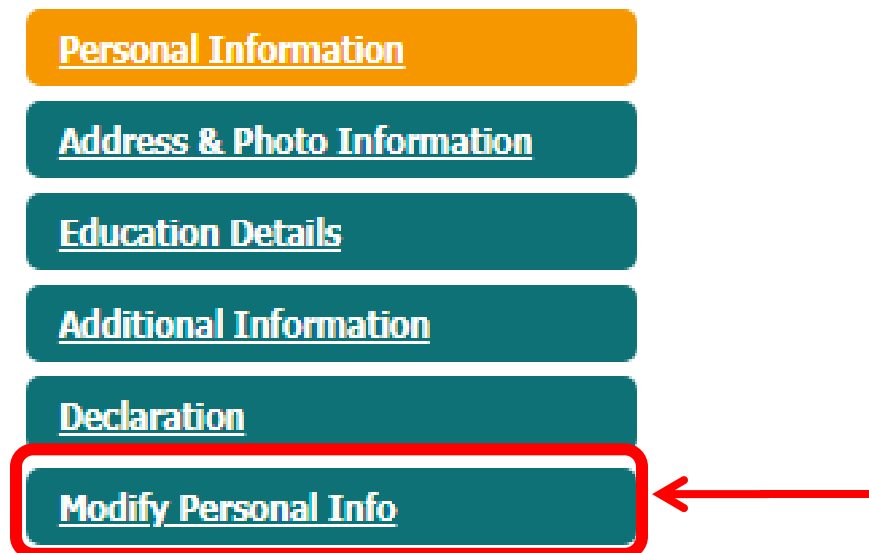 Personal Information
Address & Photo Information
Education Details
Additional Information
Declaration
Modify Personal Info